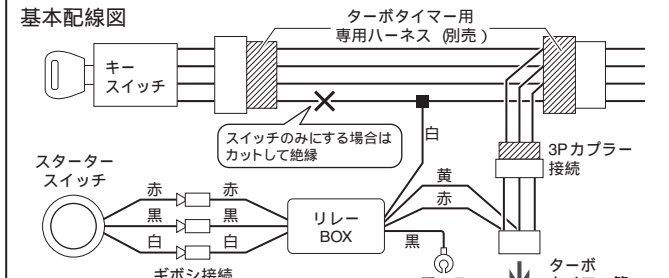 基本配線図
ターボタイマー用
専用ハーネス（別売）
キー
スイッチ
スイッチのみにする場合は
カットして絶縁
白
3Pカプラー
接続
スターター
スイッチ
赤
赤
黒
黒
白
白
リレー
BOX
黄
赤
黒
ギボシ接続
ターボ